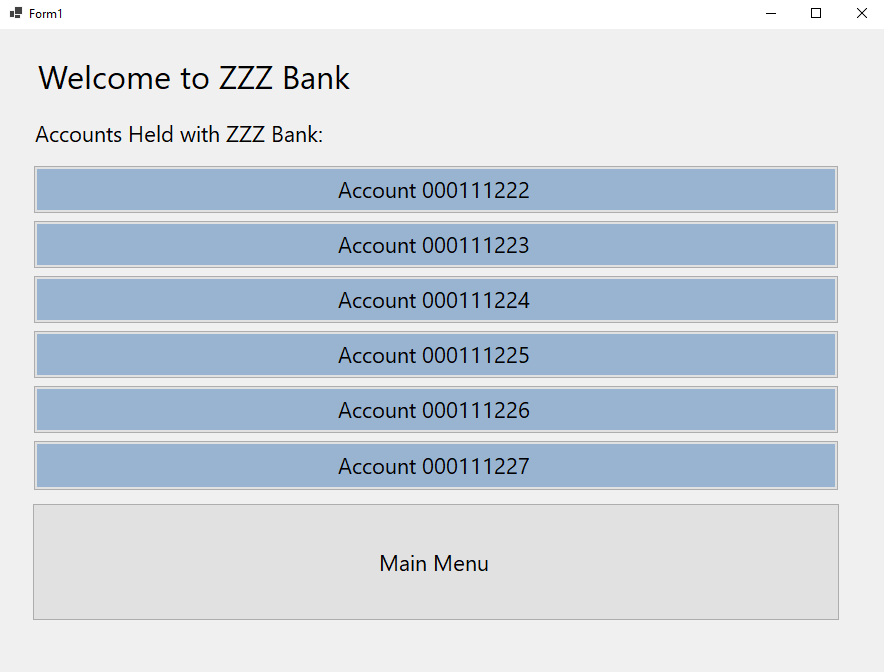 Form1
Welcome to ZZZ Bank
Accounts Held with ZZZ Bank:
Account 000111222
Account 000111223
Account 000111224
Account 000111225
Account 000111226
Account 000111227
Main Menu